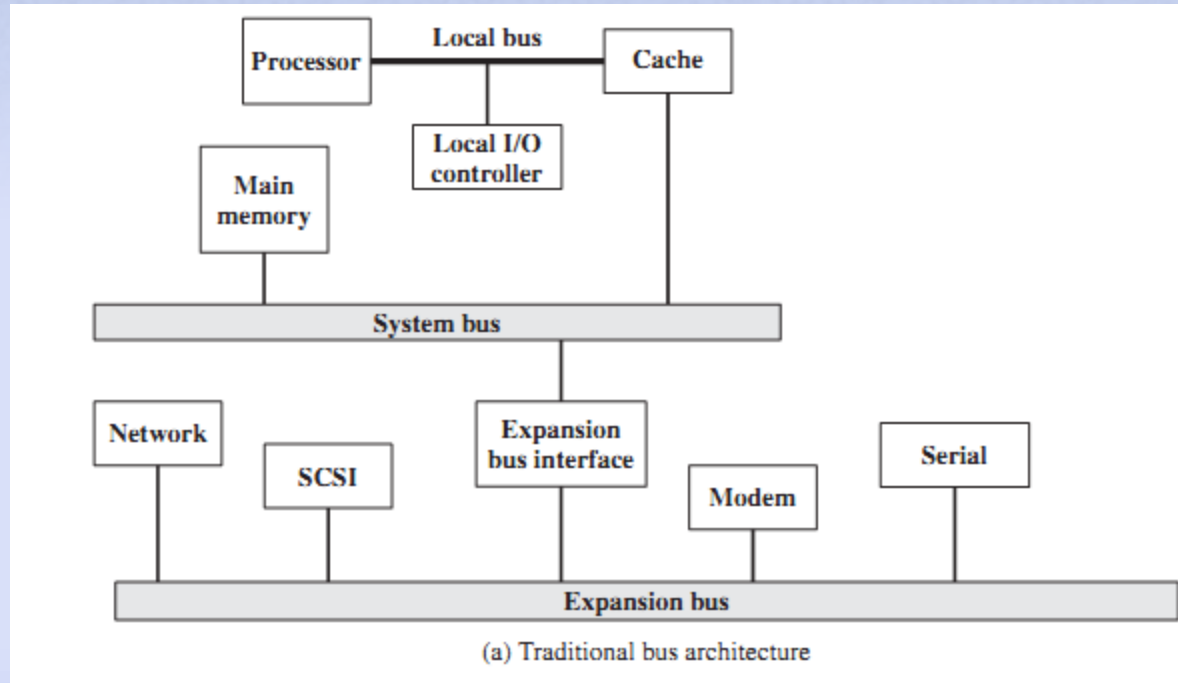 Local bus
Processor
Cache
Local I/O
controller
Main
memory
System bus
Network
Expansion
bus interface
Serial
SCSI
Modem
Expansion bus
(a) Traditional bus architecture